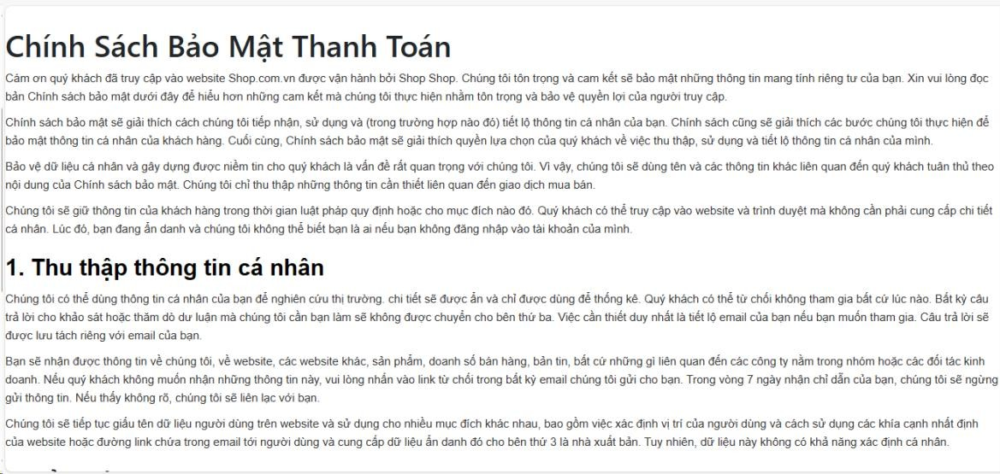 Chính Sách Bảo Mật Thanh Toán
Cảm ơn quý khách đã truy cập vào website Shop.com.vn được vận hành bởi Shop Shop. Chúng tôi tôn trọng và cam kết sẽ bảo mật những thông tin mang tính riêng tư của bạn. Xin vui lòng đọc
bản Chính sách bảo mật dưới đây để hiểu hơn những cam kết mà chúng tôi thực hiện nhằm tôn trọng và bảo vệ quyền lợi của người truy cập.
Chính sách bảo mật sẽ giải thích cách chúng tôi tiếp nhận, sử dụng và (trong trường hợp nào đó) tiết lộ thông tin cá nhân của bạn. Chính sách cũng sẽ giải thích các bước chúng tôi thực hiện để
bảo mật thông tin cá nhân của khách hàng. Cuối cùng, Chính sách bảo mật sẽ giải thích quyền lựa chọn của quý khách về việc thu thập, sử dụng và tiết lộ thông tin cá nhân của mình.
Bảo vệ dữ liệu cá nhân và gây dựng được niềm tin cho quý khách là vấn đề rất quan trọng với chúng tôi. Vì vậy, chúng tôi sẽ dùng tên và các thông tin khác liên quan đến quý khách tuân thủ theo
nội dung của Chính sách bảo mật. Chúng tôi chỉ thu thập những thông tin cần thiết liên quan đến giao dịch mua bán.
Chúng tôi sẽ giữ thông tin của khách hàng trong thời gian luật pháp quy định hoặc cho mục đích nào đó. Quý khách có thể truy cập vào website và trình duyệt mà không cần phải cung cấp chi tiết
cá nhân. Lúc đó, bạn đang ẩn danh và chúng tôi không thể biết bạn là ai nếu bạn không đăng nhập vào tài khoản của mình.
1. Thu thập thông tin cá nhân
Chúng tôi có thể dùng thông tin cá nhân của bạn để nghiên cứu thị trường. chi tiết sẽ được ẩn và chỉ được dùng để thống kê. Quý khách có thể từ chối không tham gia bất cứ lúc nào. Bất kỳ câu
trả lời cho khảo sát hoặc thăm dò dư luận mà chúng tôi cần bạn làm sẽ không được chuyển cho bên thứ ba. Việc cần thiết duy nhất là tiết lộ email của bạn nếu bạn muốn tham gia. Câu trả lời sẽ
được lưu tách riêng với email của bạn.
Bạn sẽ nhận được thông tin về chúng tôi, về website, các website khác, sản phẩm, doanh số bán hàng, bản tin, bất cứ những gì liên quan đến các công ty nằm trong nhóm hoặc các đối tác kinh
doanh. Nếu quý khách không muốn nhận những thông tin này, vui lòng nhấn vào link từ chối trong bất kỳ email chúng tôi gửi cho bạn. Trong vòng 7 ngày nhận chỉ dẫn của bạn, chúng tôi sẽ ngừng
gửi thông tin. Nếu thấy không rõ, chúng tôi sẽ liên lạc với bạn.
Chúng tôi sẽ tiếp tục giấu tên dữ liệu người dùng trên website và sử dụng cho nhiều mục đích khác nhau, bao gồm việc xác định vị trí của người dùng và cách sử dụng các khía cạnh nhất định
của website hoặc đường link chứa trong email tới người dùng và cung cấp dữ liệu ẩn danh đó cho bên thứ 3 là nhà xuất bản. Tuy nhiên, dữ liệu này không có khả năng xác định cá nhân.